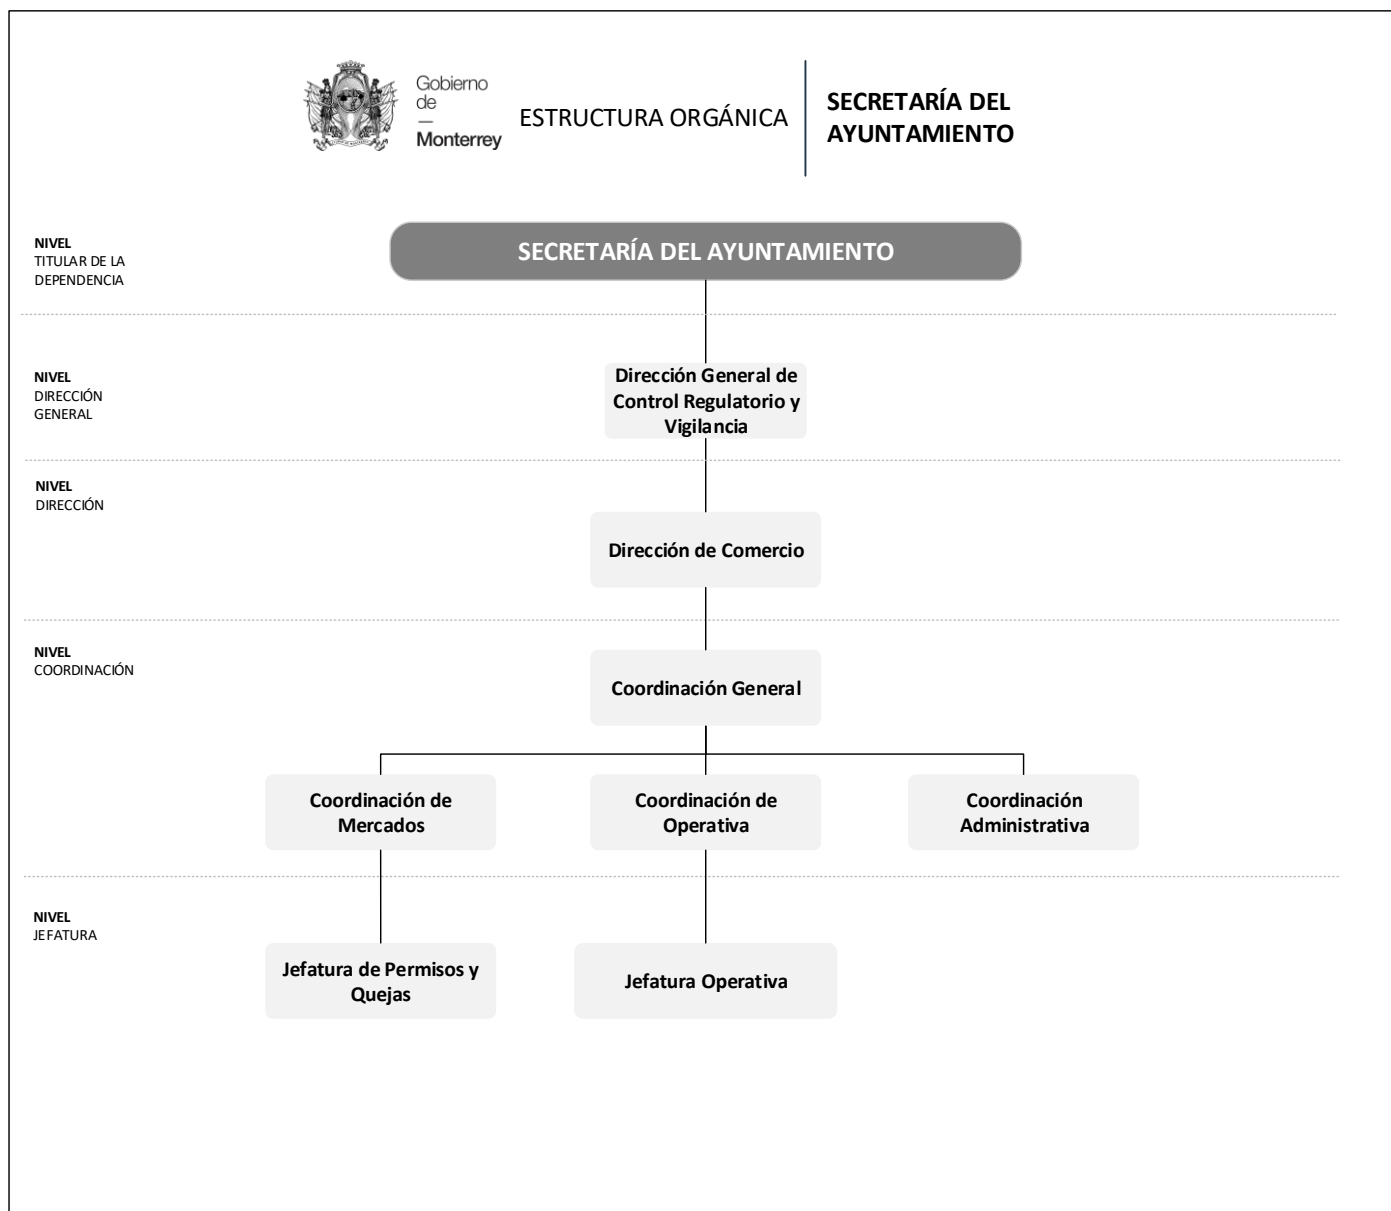 Gobierno
de
—
Monterrey
ESTRUCTURA ORGÁNICA
SECRETARÍA DEL
AYUNTAMIENTO
NIVEL
TITULAR DE LA
DEPENDENCIA
SECRETARÍA DEL AYUNTAMIENTO
NIVEL
DIRECCIÓN
GENERAL
Dirección General de
Control Regulatorio y
Vigilancia
NIVEL
DIRECCIÓN
Dirección de Comercio
NIVEL
COORDINACIÓN
Coordinación General
Coordinación de
Mercados
Coordinación de
Operativa
Coordinación
Administrativa
NIVEL
JEFATURA
Jefatura de Permisos y
Quejas
Jefatura Operativa